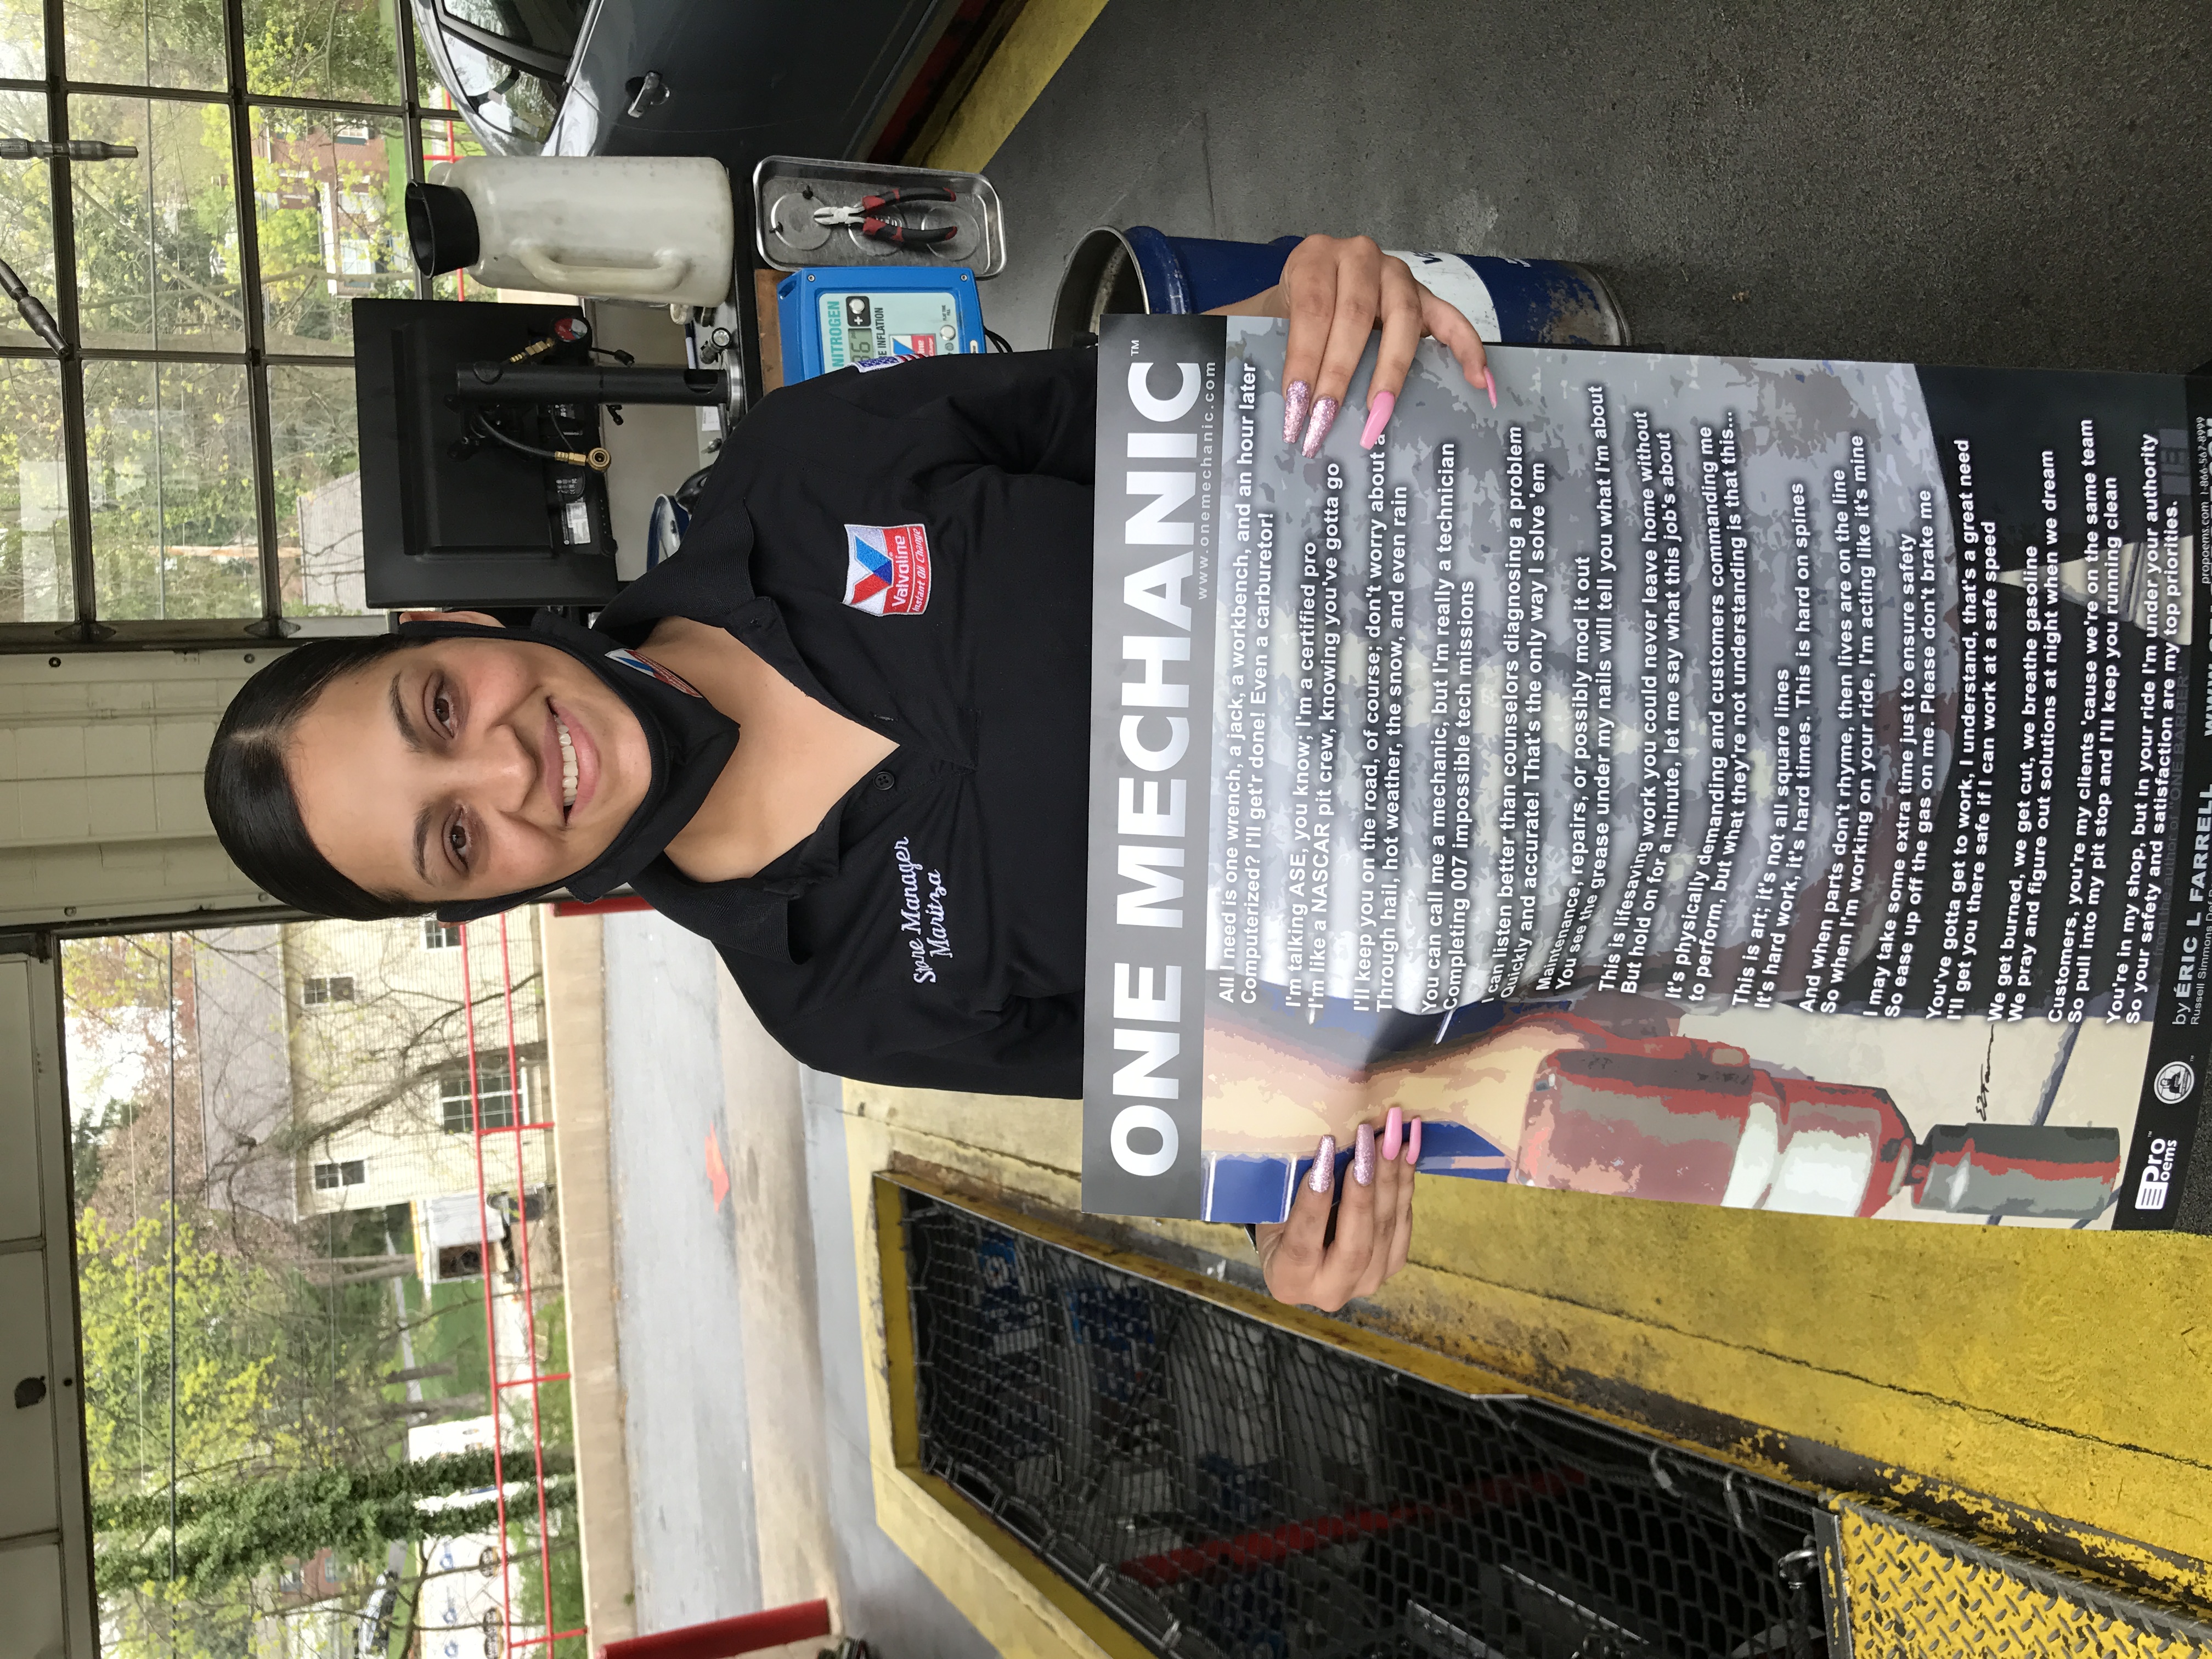 NITROGEN
E INFLATION
Valvoline
Instant Oil Change
Store Manager
Maritza
ONE MECHANIC™
www.onemechanic.com
All I need is one wrench, a jack, a workbench, and an hour later
Computerized? I'll get'r done! Even a carburetor!
I'm talking ASE, you know; I'm a certified pro
I'm like a NASCAR pit crew, knowing you've gotta go
I'll keep you on the road, of course; don't worry about a
Through hail, hot weather, the snow, and even rain
You can call me a mechanic, but I'm really a technician
Completing 007 impossible tech missions
I can listen better than counselors diagnosing a problem
Quickly and accurate! That's the only way I solve 'em
Maintenance, repairs, or possibly mod it out
You see the grease under my nails will tell you what I'm about
This is lifesaving work you could never leave home without
But hold on for a minute, let me say what this job's about
It's physically demanding and customers commanding me
to perform, but what they're not understanding is that this...
This is art; it's not all square lines
It's hard work, it's hard times. This is hard on spines
And when parts don't rhyme, then lives are on the line
So when I'm working on your ride, I'm acting like it's mine
I may take some extra time just to ensure safety
So ease up off the gas on me. Please don't brake me
You've gotta get to work, I understand, that's a great need
I'll get you there safe if I can work at a safe speed
We get burned, we get cut, we breathe gasoline
We pray and figure out solutions at night when we dream
Customers, you're my clients 'cause we're on the same team
So pull into my pit stop and I'll keep you running clean
You're in my shop, but in your ride I'm under your authority
So your safety and satisfaction are my top priorities.
from the author of "ONE BARBER"
by ERIC L FARRELL
Russell Simmons Def
propoems.com 1-866-567-8999
Pro
oems™